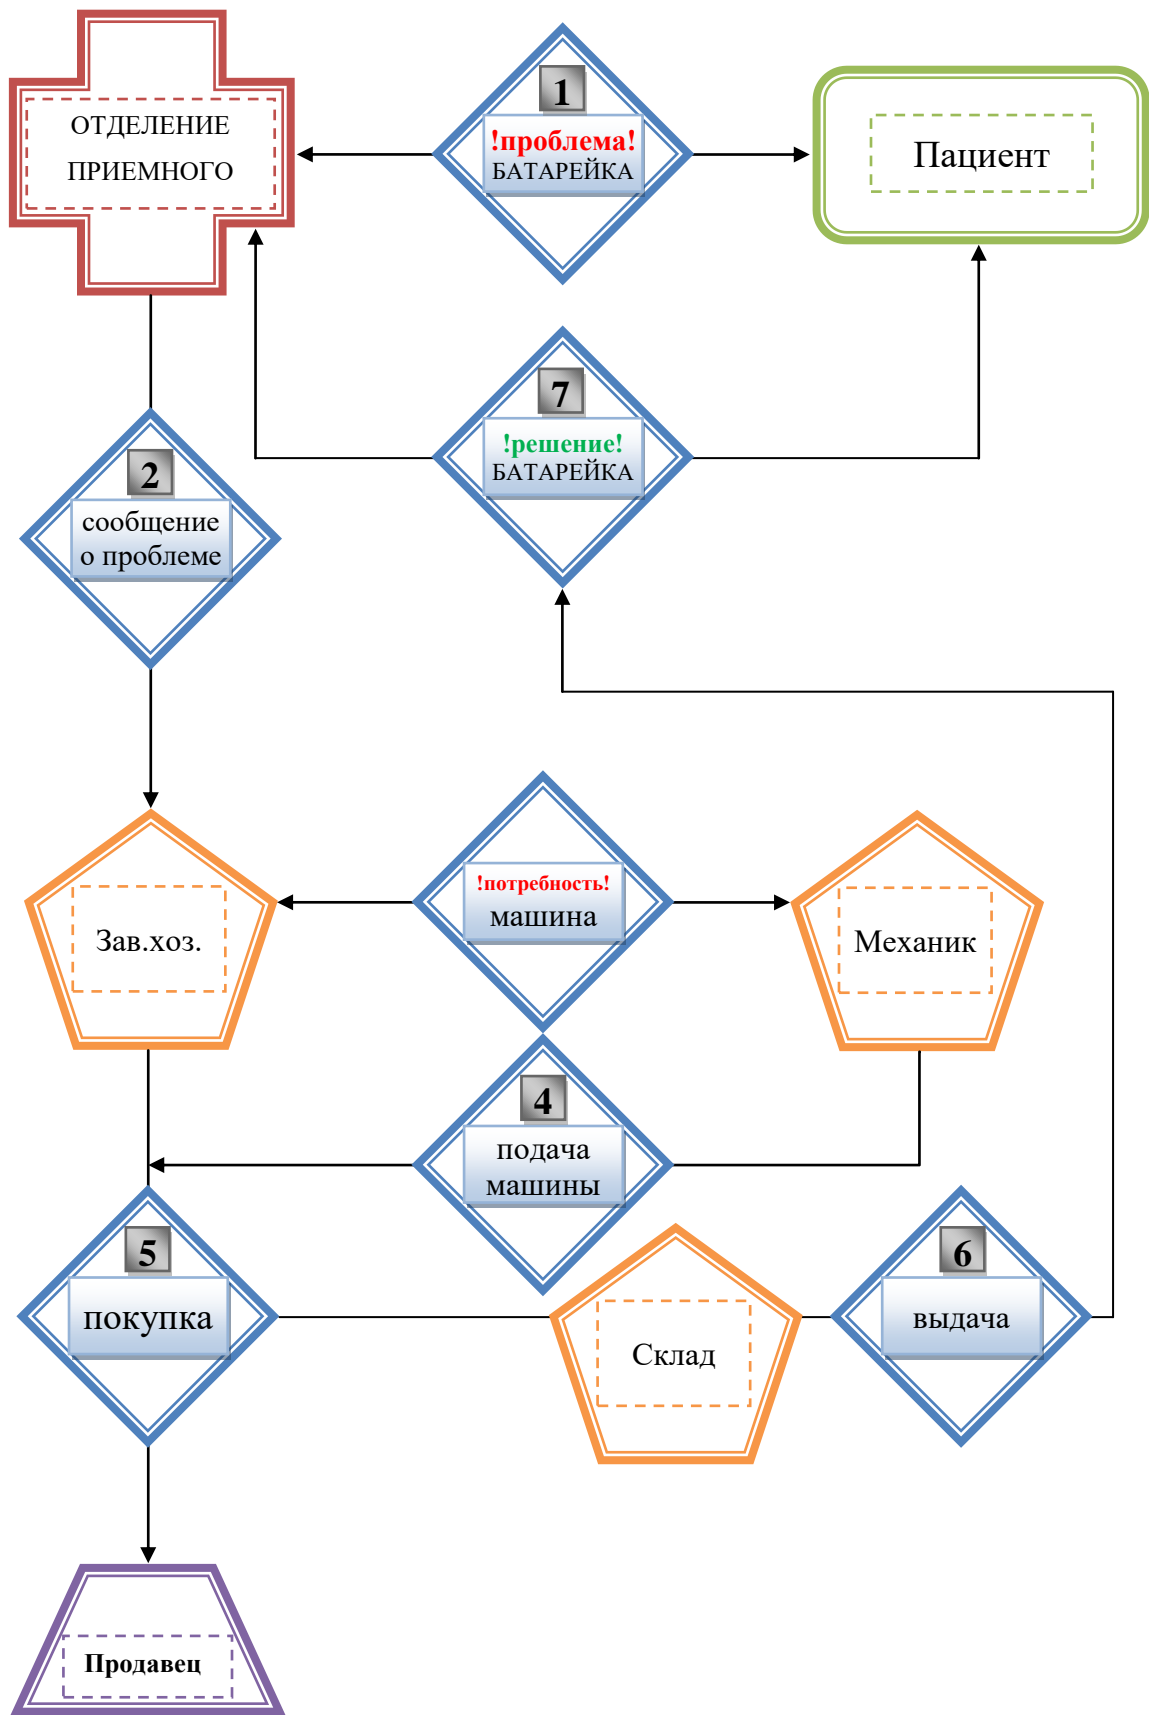 ОТДЕЛЕНИЕ
ПРИЕМНОГО
1
!проблема!
БАТАРЕЙКА
Пациент
7
!решение!
БАТАРЕЙКА
2
сообщение
о проблеме
!потребность!
машина
Зав.хоз.
Механик
4
подача
машины
5
покупка
Склад
6
выдача
Продавец